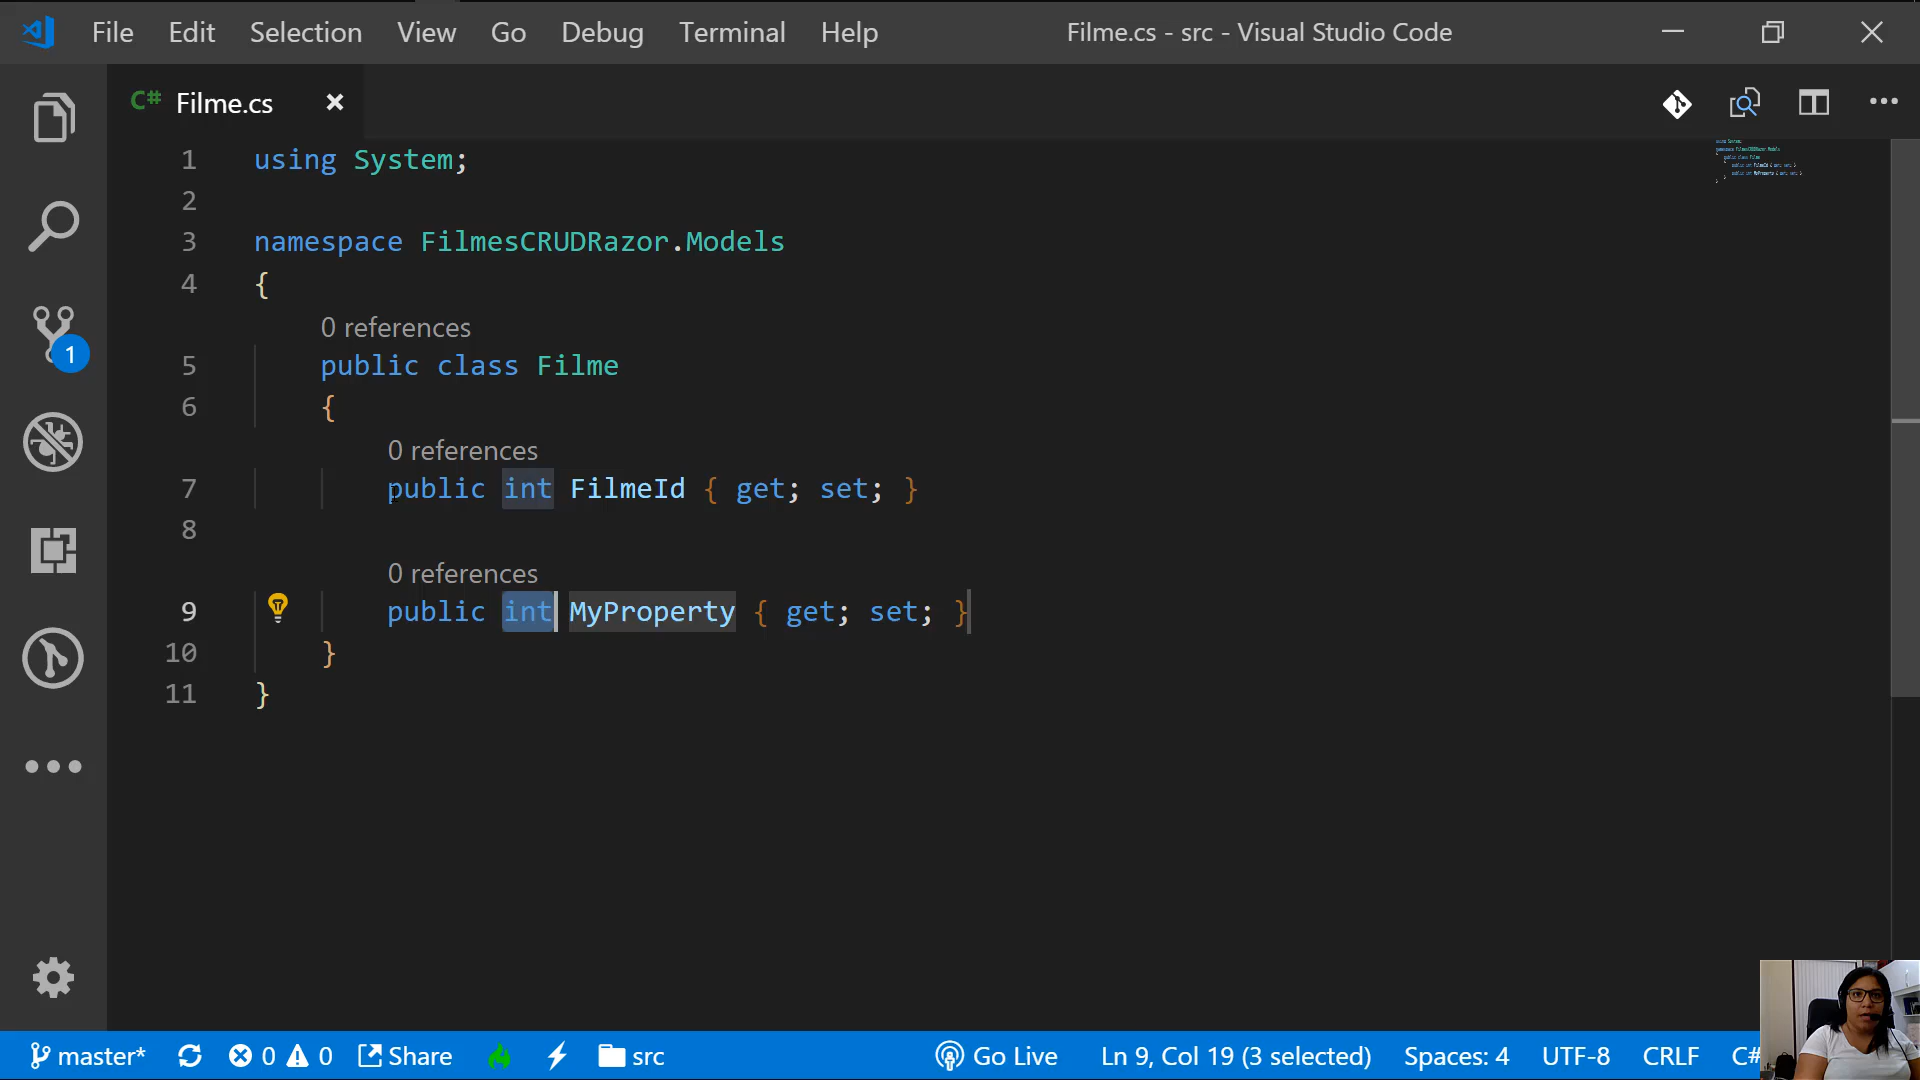 File Edit Selection View Go Debug Terminal Help Filme.cs - src - Visual Studio Code
C# Filme.cs
1 using System;
2
3 namespace FilmesCRUDRazor.Models
4 {
0 references
5 public class Filme
6 {
0 references
7 public int FilmeId { get; set; }
8
0 references
9 public int MyProperty { get; set; }
10 }
11 }
1
master* 0 0 Share src Go Live Ln 9, Col 19 (3 selected) Spaces: 4 UTF-8 CRLF C#